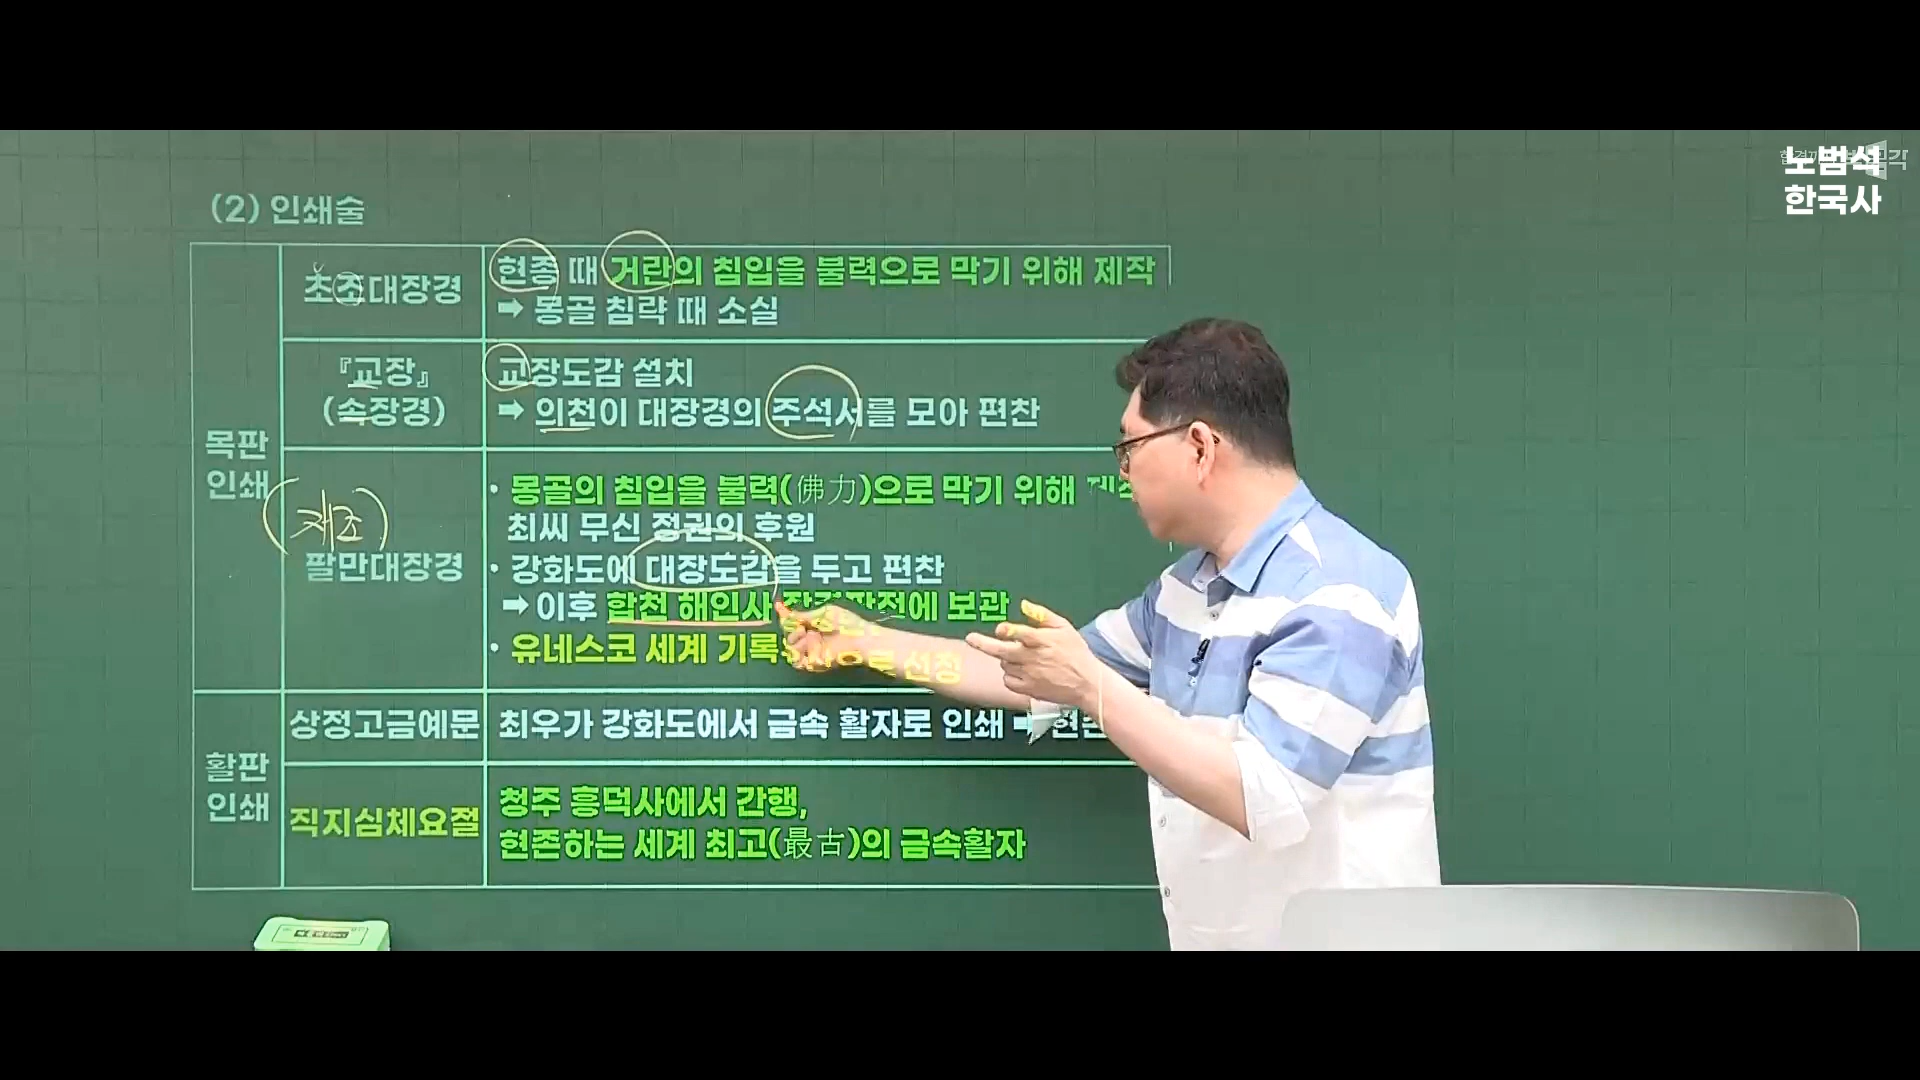 노범석
한국사
(2) 인쇄술
목판
인쇄
초조대장경
현종 때 거란의 침입을 불력으로 막기 위해 제작
➡ 몽골 침략 때 소실
『교장』
(속장경)
교장도감 설치
➡ 의천이 대장경의 주석서를 모아 편찬
(재조)
팔만대장경
· 몽골의 침입을 불력(佛力)으로 막기 위해
최씨 무신 정권의 후원
· 강화도에 대장도감을 두고 편찬
➡ 이후 합천 해인사 장경판전에 보관
· 유네스코 세계 기록유산으로 선정
활판
인쇄
상정고금예문
최우가 강화도에서 금속 활자로 인쇄 ➡
직지심체요절
청주 흥덕사에서 간행,
현존하는 세계 최고(最古)의 금속활자